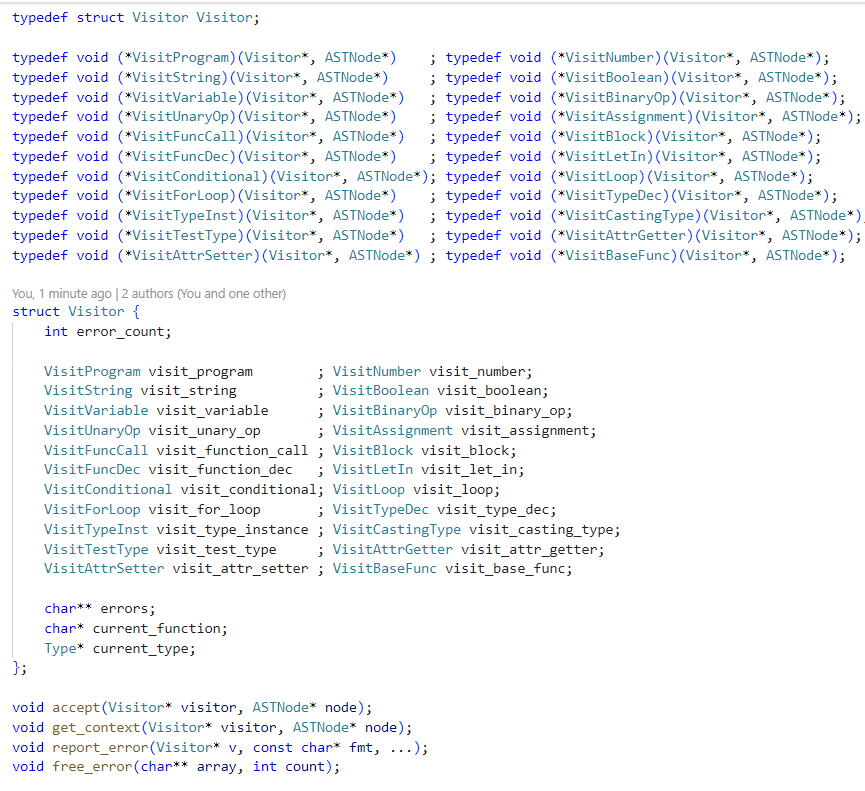 typedef struct Visitor Visitor;
typedef void (*VisitProgram)(Visitor*, ASTNode*)    ; typedef void (*VisitNumber)(Visitor*, ASTNode*);
typedef void (*VisitString)(Visitor*, ASTNode*)     ; typedef void (*VisitBoolean)(Visitor*, ASTNode*);
typedef void (*VisitVariable)(Visitor*, ASTNode*)   ; typedef void (*VisitBinaryOp)(Visitor*, ASTNode*);
typedef void (*VisitUnaryOp)(Visitor*, ASTNode*)    ; typedef void (*VisitAssignment)(Visitor*, ASTNode*);
typedef void (*VisitFuncCall)(Visitor*, ASTNode*)   ; typedef void (*VisitBlock)(Visitor*, ASTNode*);
typedef void (*VisitFuncDec)(Visitor*, ASTNode*)    ; typedef void (*VisitLetIn)(Visitor*, ASTNode*);
typedef void (*VisitConditional)(Visitor*, ASTNode*); typedef void (*VisitLoop)(Visitor*, ASTNode*);
typedef void (*VisitForLoop)(Visitor*, ASTNode*)    ; typedef void (*VisitTypeDec)(Visitor*, ASTNode*);
typedef void (*VisitTypeInst)(Visitor*, ASTNode*)   ; typedef void (*VisitCastingType)(Visitor*, ASTNode*);
typedef void (*VisitTestType)(Visitor*, ASTNode*)   ; typedef void (*VisitAttrGetter)(Visitor*, ASTNode*);
typedef void (*VisitAttrSetter)(Visitor*, ASTNode*) ; typedef void (*VisitBaseFunc)(Visitor*, ASTNode*);
You, 1 minute ago | 2 authors (You and one other)
struct Visitor {
    int error_count;
    VisitProgram visit_program        ; VisitNumber visit_number;
    VisitString visit_string          ; VisitBoolean visit_boolean;
    VisitVariable visit_variable      ; VisitBinaryOp visit_binary_op;
    VisitUnaryOp visit_unary_op       ; VisitAssignment visit_assignment;
    VisitFuncCall visit_function_call ; VisitBlock visit_block;
    VisitFuncDec visit_function_dec   ; VisitLetIn visit_let_in;
    VisitConditional visit_conditional; VisitLoop visit_loop;
    VisitForLoop visit_for_loop       ; VisitTypeDec visit_type_dec;
    VisitTypeInst visit_type_instance ; VisitCastingType visit_casting_type;
    VisitTestType visit_test_type     ; VisitAttrGetter visit_attr_getter;
    VisitAttrSetter visit_attr_setter ; VisitBaseFunc visit_base_func;
    char** errors;
    char* current_function;
    Type* current_type;
};
void accept(Visitor* visitor, ASTNode* node);
void get_context(Visitor* visitor, ASTNode* node);
void report_error(Visitor* v, const char* fmt, ...);
void free_error(char** array, int count);